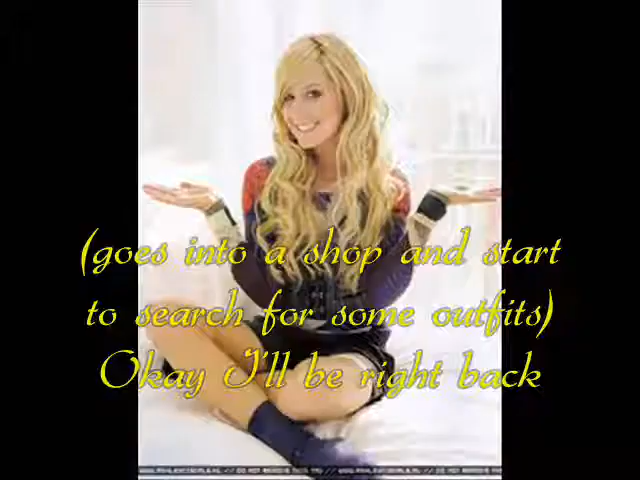 (goes into a shop and start
to search for some outfits)
Okay I'll be right back